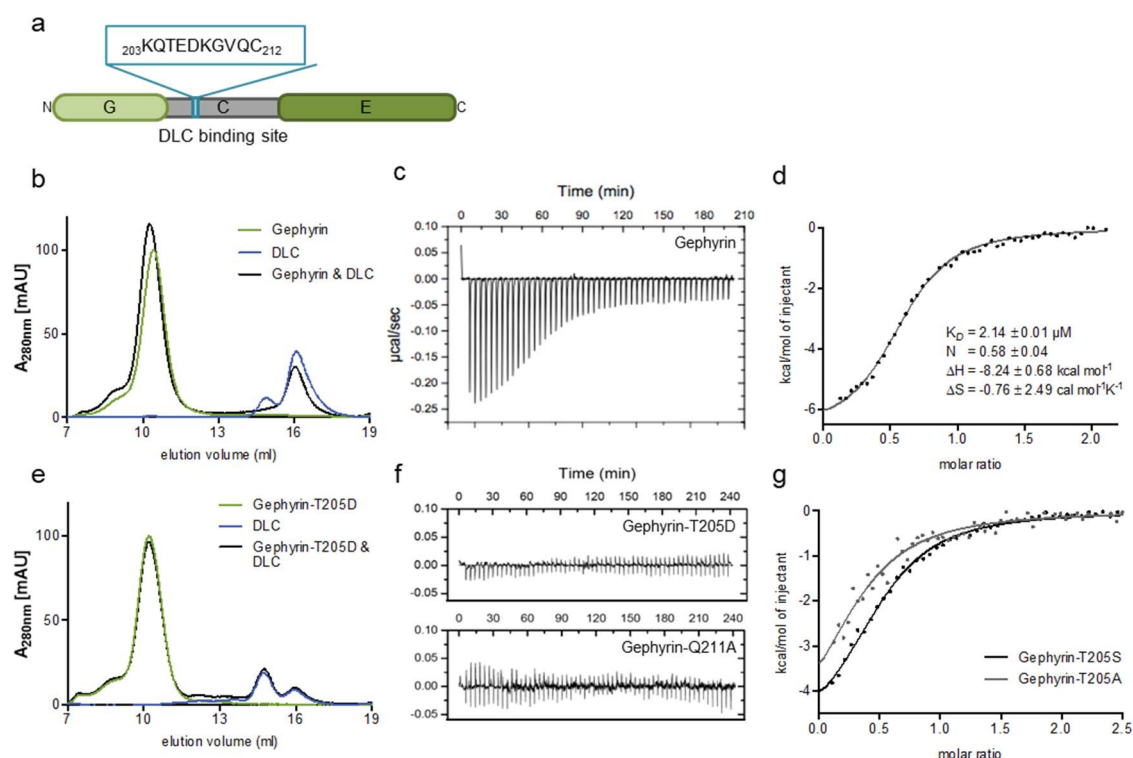 a
203KQTEDKGVQC212
N G C E C
DLC binding site
b
A280nm [mAU]
100
50
0
7 10 13 16 19
elution volume (ml)
Gephyrin
DLC
Gephyrin & DLC
c
Time (min)
0 30 60 90 120 150 180 210
Gephyrin
µcal/sec
0.10
0.05
0.00
-0.05
-0.10
-0.15
-0.20
-0.25
d
kcal/mol of injectant
0
-2
-4
-6
0.0 0.5 1.0 1.5 2.0
molar ratio
KD = 2.14 ±0.01 µM
N = 0.58 ±0.04
ΔH = -8.24 ±0.68 kcal mol-1
ΔS = -0.76 ±2.49 cal mol-1K-1
e
A280nm [mAU]
100
50
0
7 10 13 16 19
elution volume (ml)
Gephyrin-T205D
DLC
Gephyrin-T205D &
DLC
f
Time (min)
0 30 60 90 120 150 180 210 240
Gephyrin-T205D
0.10
0.05
0.00
-0.05
0 30 60 90 120 150 180 210 240
Gephyrin-Q211A
0.10
0.05
0.00
-0.05
g
kcal/mol of injectant
0
-1
-2
-3
-4
0.0 0.5 1.0 1.5 2.0 2.5
molar ratio
Gephyrin-T205S
Gephyrin-T205A